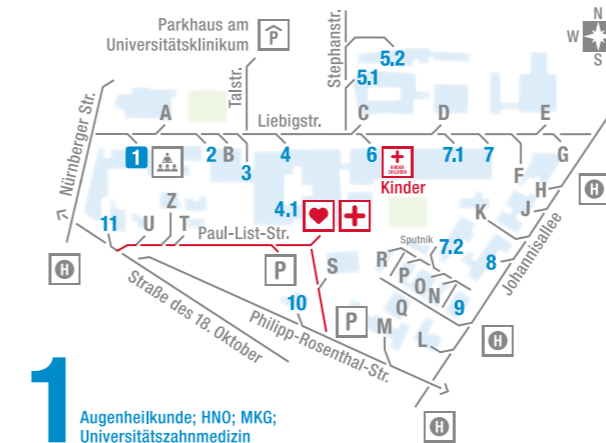 Parkhaus am
Universitätsklinikum
P
Stephanstr.
5.2
5.1
N
W
S
Nürnberger Str.
A
Talstr.
Liebigstr.
C
D
E
1
2
B
3
4
6
KINDER
CHILDREN
Kinder
7.1
7
F
G
H
J
K
Johannisallee
Z
4.1
11
U
T
Paul-List-Str.
Sputnik
7.2
R
P
O
N
Q
8
9
H
P
S
Straße des 18. Oktober
10
P
Philipp-Rosenthal-Str.
M
L
H
H
1
Augenheilkunde; HNO; MKG;
Universitätszahnmedizin